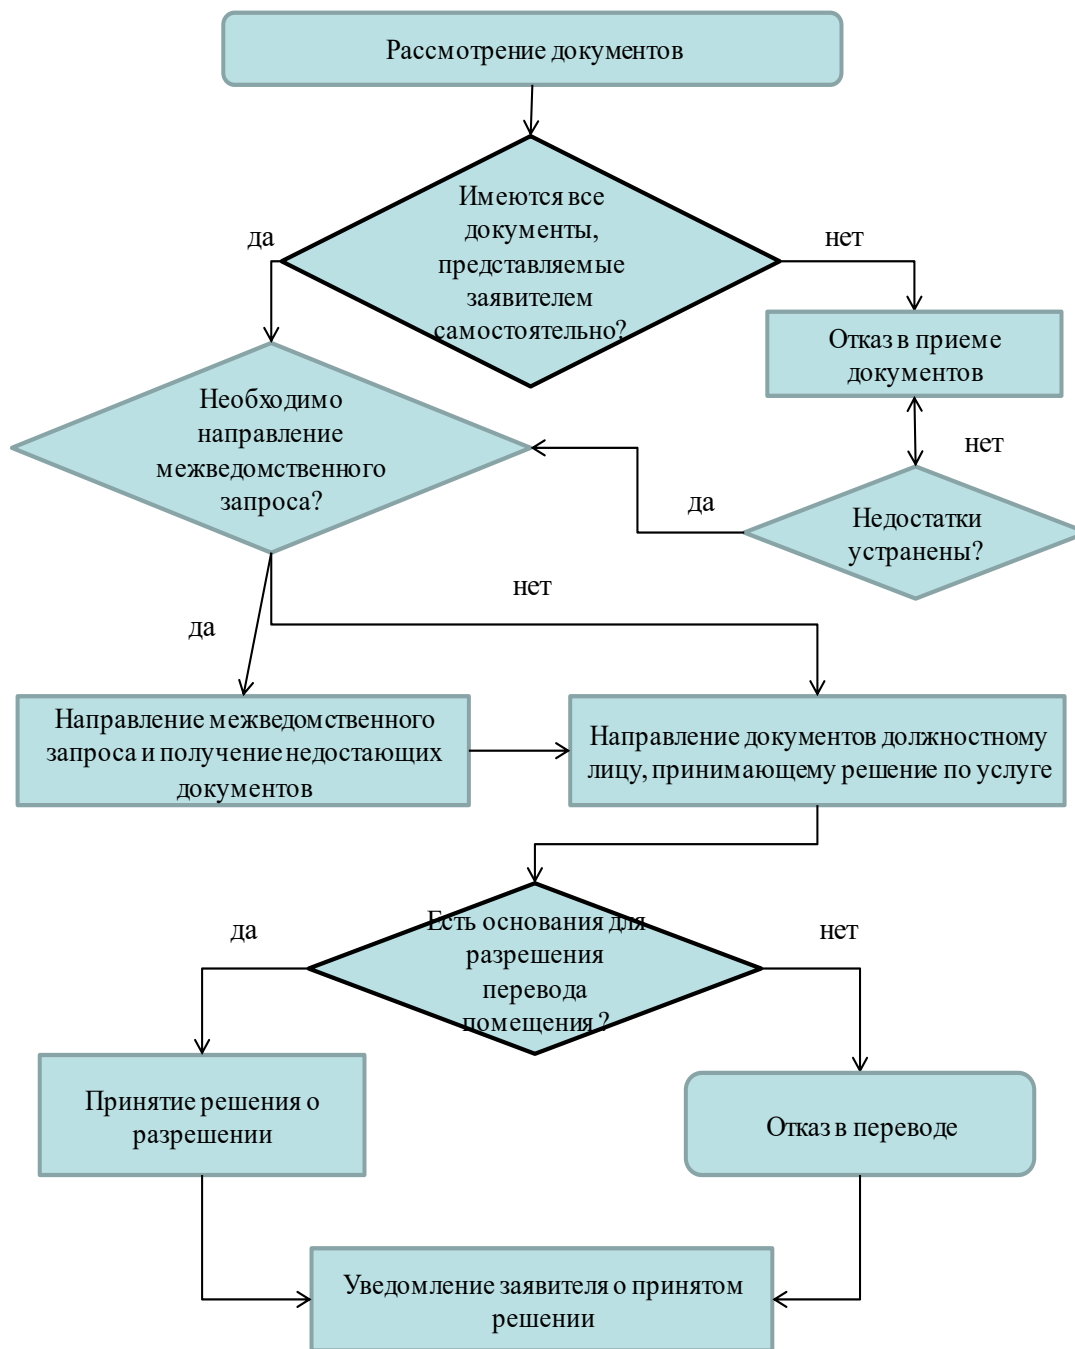 Рассмотрение документов
Имеются все
документы,
представляемые
заявителем
самостоятельно?
да
нет
Отказ в приеме
документов
Необходимо
направление
межведомственного
запроса?
нет
да
Недостатки
устранены?
нет
да
Направление межведомственного
запроса и получение недостающих
документов
Направление документов должностному
лицу, принимающему решение по услуге
Есть основания для
разрешения
перевода
помещения ?
да
нет
Принятие решения о
разрешении
Отказ в переводе
Уведомление заявителя о принятом
решении